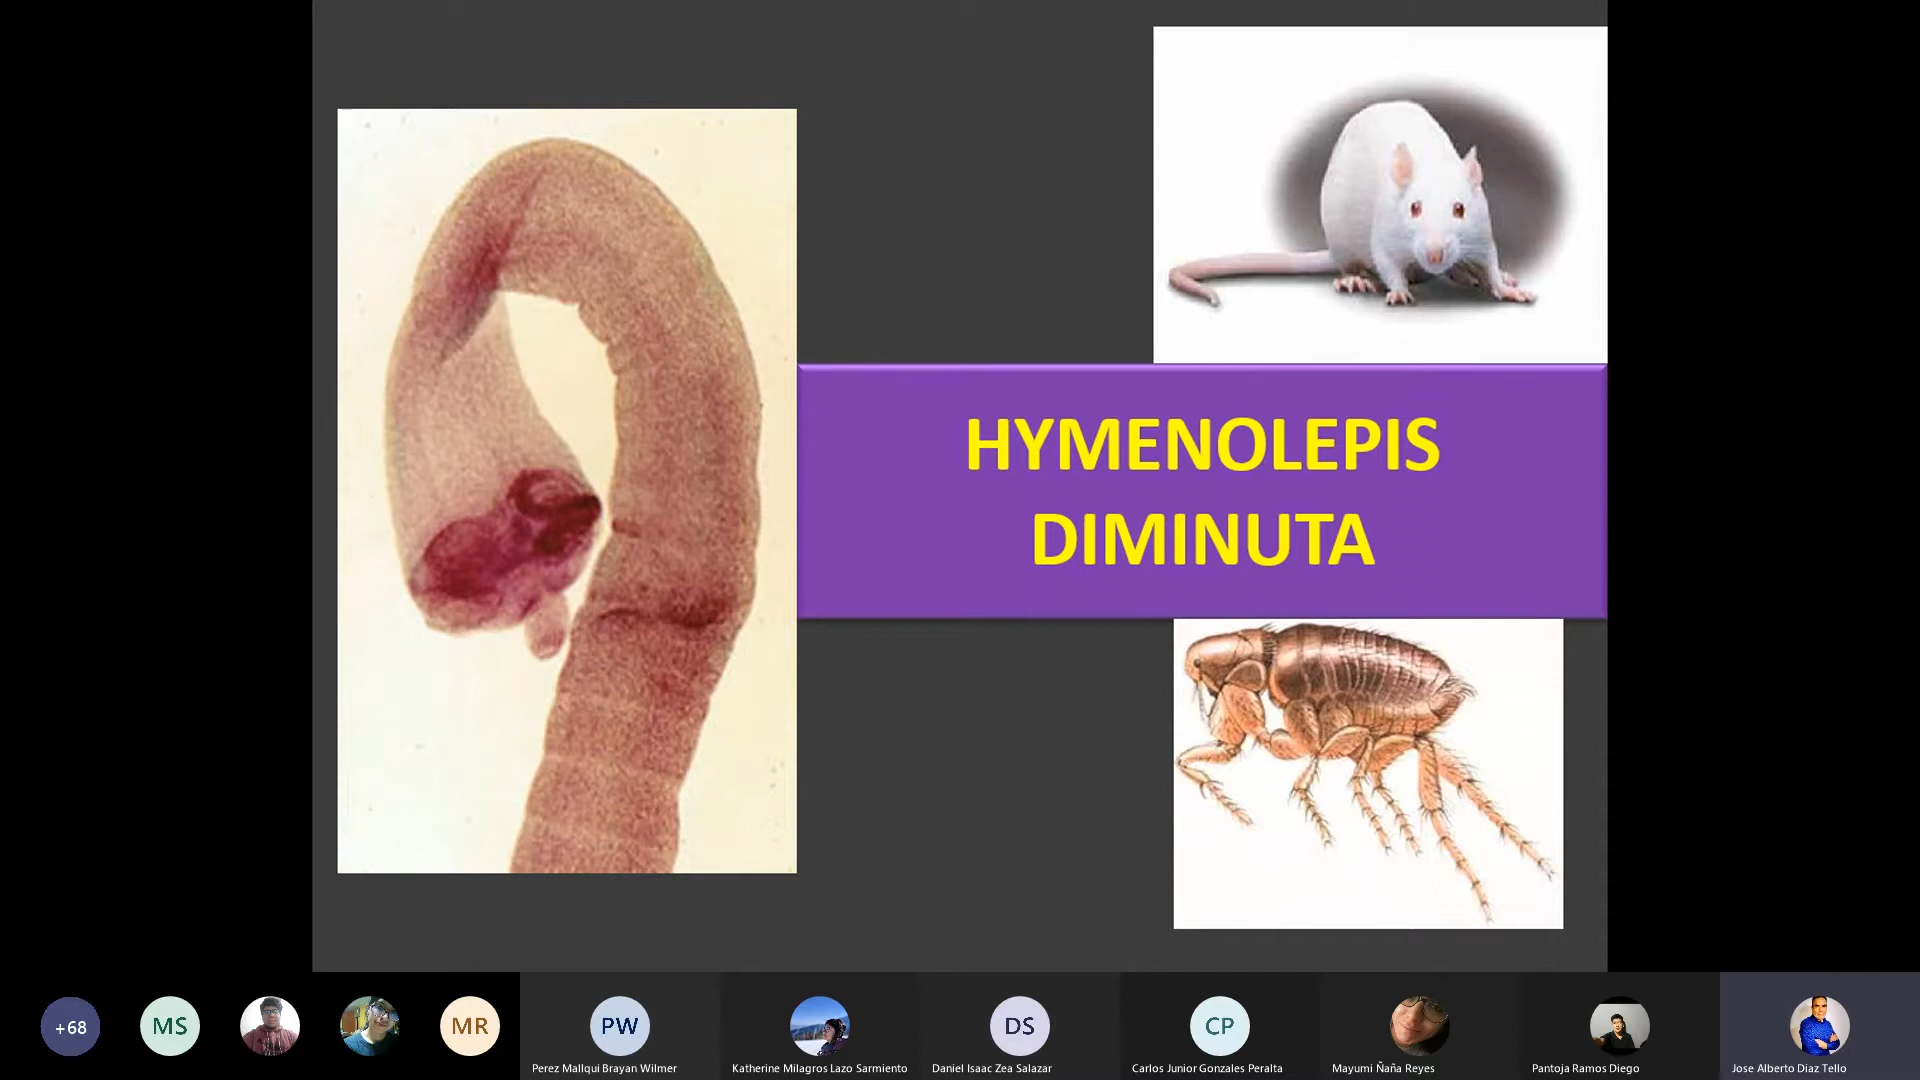 HYMENOLEPIS
DIMINUTA
+68
MS
MR
PW
DS
CP
Perez Mallqui Brayan Wilmer
Katherine Milagros Lazo Sarmiento
Daniel Isaac Zea Salazar
Carlos Junior Gonzales Peralta
Mayumi Ñaña Reyes
Pantoja Ramos Diego
Jose Alberto Diaz Tello